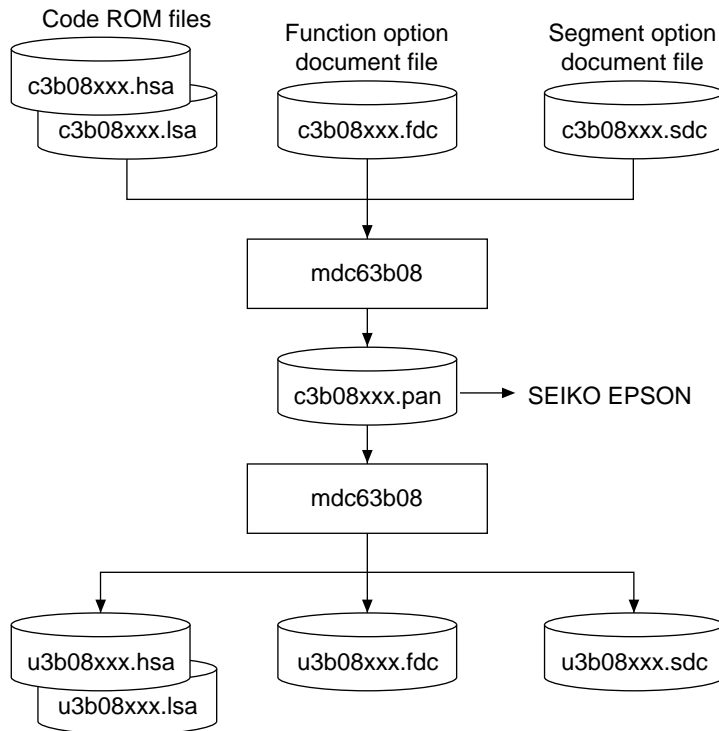 Code ROM files
Function option
document file
Segment option
document file
c3b08xxx.hsa
c3b08xxx.lsa
c3b08xxx.fdc
c3b08xxx.sdc
mdc63b08
c3b08xxx.pan
SEIKO EPSON
mdc63b08
u3b08xxx.hsa
u3b08xxx.lsa
u3b08xxx.fdc
u3b08xxx.sdc